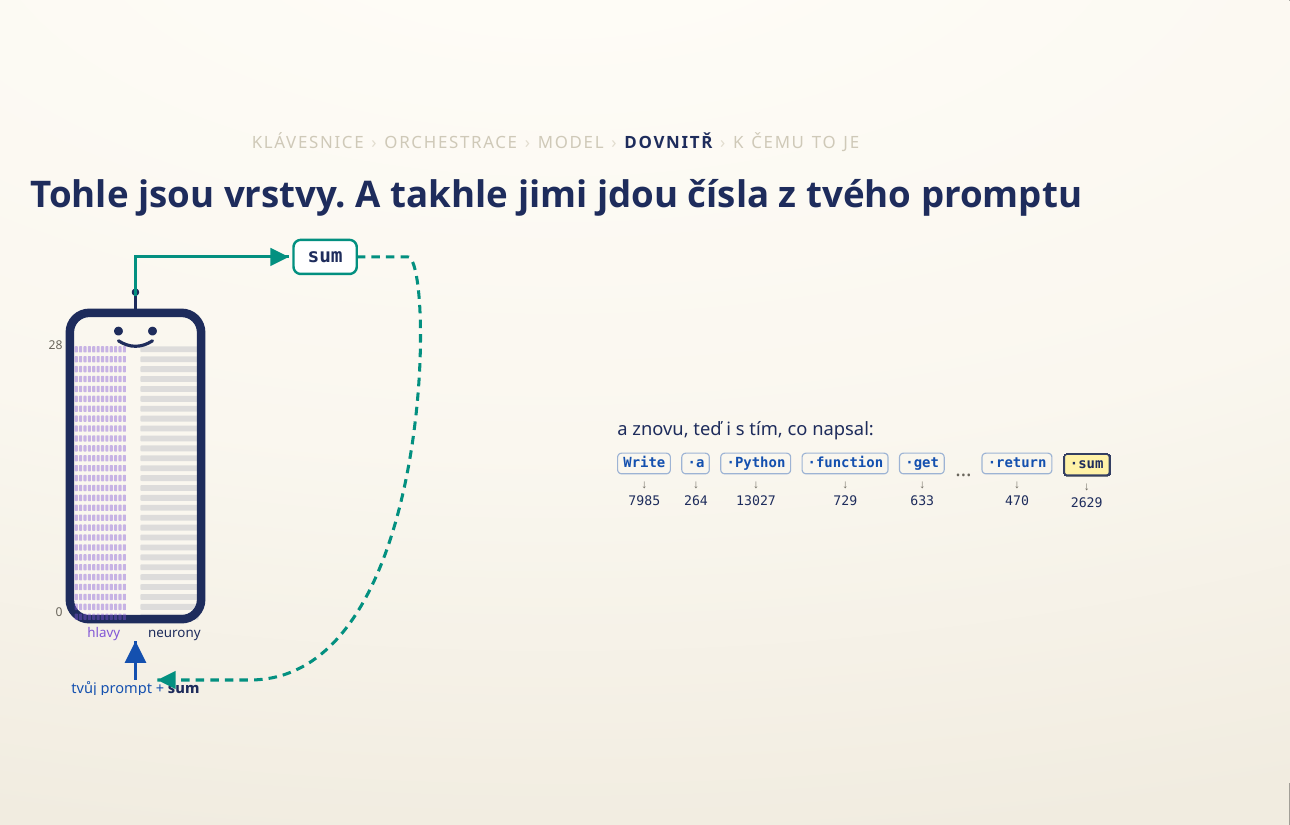 KLÁVESNICE › ORCHESTRACE › MODEL › DOVNITŘ › K ČEMU TO JE
Tohle jsou vrstvy. A takhle jimi jdou čísla z tvého promptu
sum
28
0
hlavy neurony
tvůj prompt + sum
a znovu, teď i s tím, co napsal:
Write ·a ·Python ·function ·get … ·return ·sum
↓ ↓ ↓ ↓ ↓ ↓ ↓
7985 264 13027 729 633 470 2629